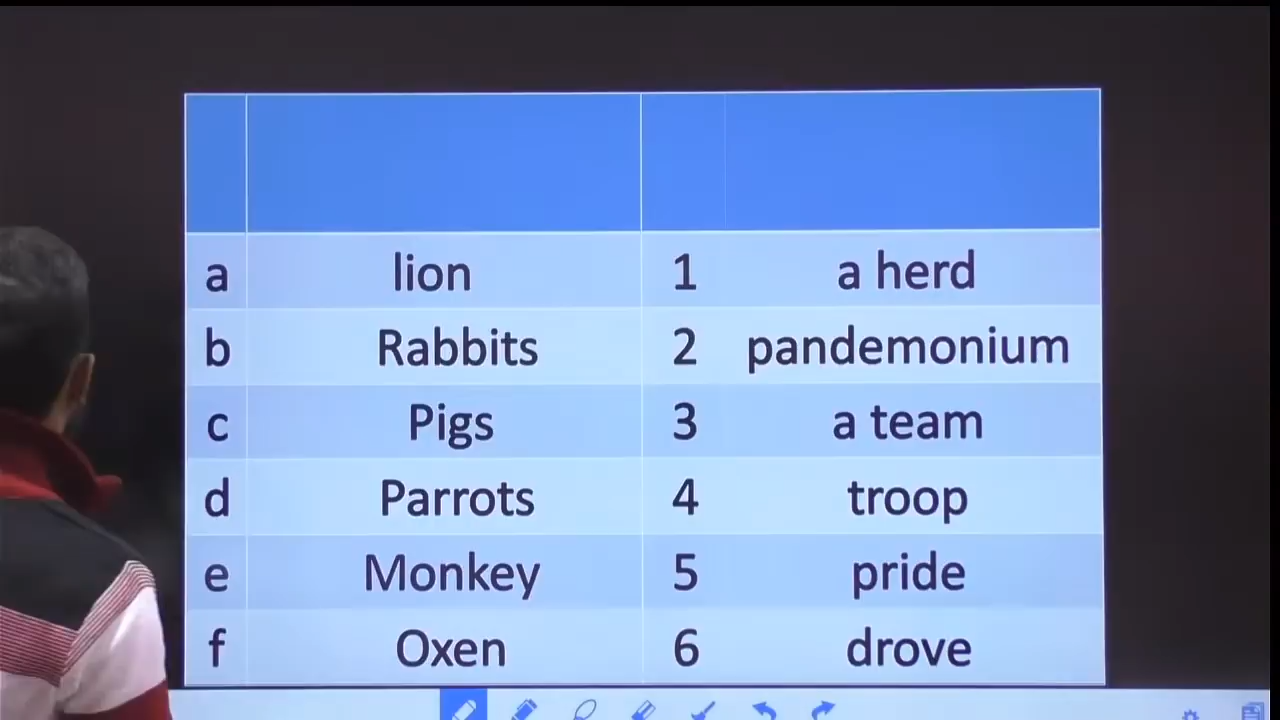 a lion 1 a herd
b Rabbits 2 pandemonium
c Pigs 3 a team
d Parrots 4 troop
e Monkey 5 pride
f Oxen 6 drove